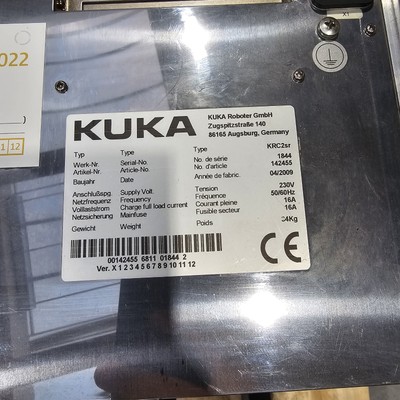 2022
11 12
X1
KUKA
KUKA Roboter GmbH
Zugspitzstraße 140
86165 Augsburg, Germany
Typ Type Type KRC2sr
Werk-Nr. Serial-No. No. de série 1844
Artikel-Nr. Article-No. No. d'article 142455
Baujahr Date Année de fabric. 04/2009
Anschlußspg. Supply Volt. Tension 230V
Netzfrequenz Frequency Fréquence 50/60Hz
Vollaststrom Charge full load current Courant pleine 16A
Netzsicherung Mainfuse Fusible secteur 16A
Gewicht Weight Poids 24Kg
00142455 6811 01844 2
Ver. X 1 2 3 4 5 6 7 8 9 10 11 12
CE